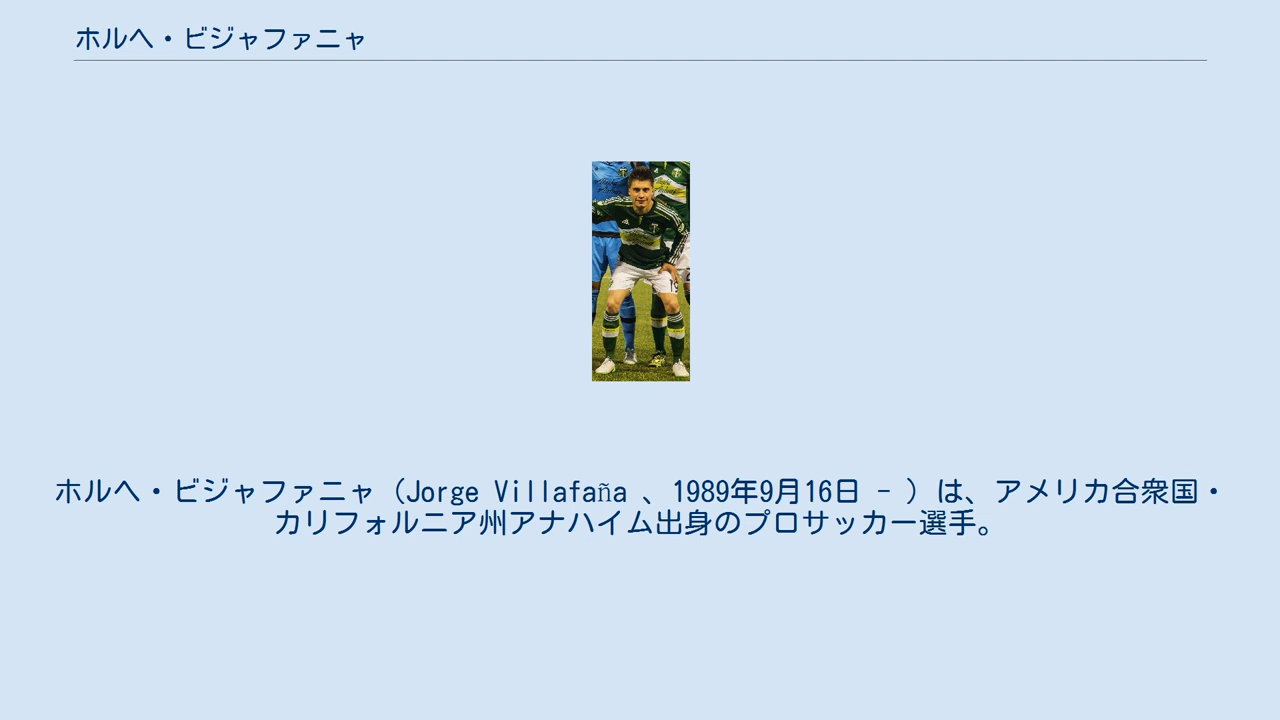 ホルヘ・ビジャファニャ
ホルヘ・ビジャファニャ（Jorge Villafaña 、1989年9月16日 - ）は、アメリカ合衆国・
カリフォルニア州アナハイム出身のプロサッカー選手。
19